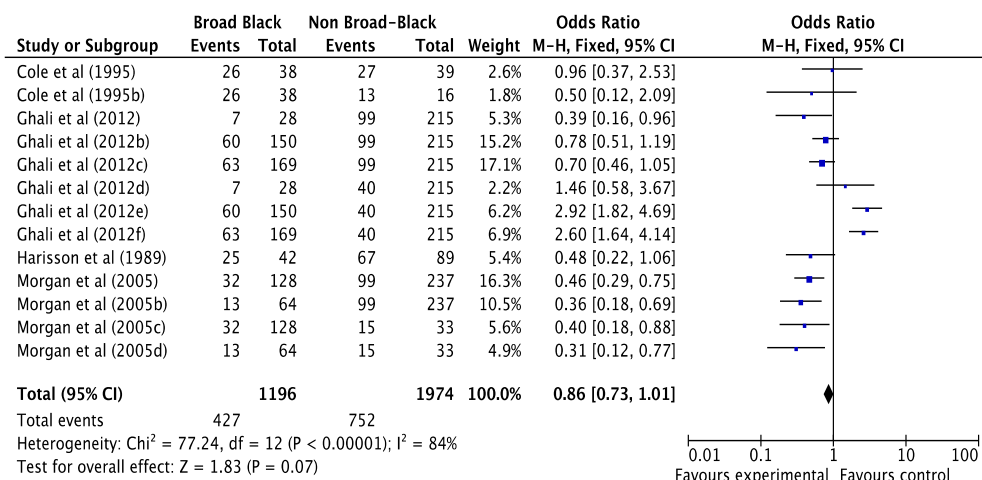 Broad Black Non Broad-Black Odds Ratio Odds Ratio
Study or Subgroup Events Total Events Total Weight M-H, Fixed, 95% CI M-H, Fixed, 95% CI
Cole et al (1995) 26 38 27 39 2.6% 0.96 [0.37, 2.53]
Cole et al (1995b) 26 38 13 16 1.8% 0.50 [0.12, 2.09]
Ghali et al (2012) 7 28 99 215 5.3% 0.39 [0.16, 0.96]
Ghali et al (2012b) 60 150 99 215 15.2% 0.78 [0.51, 1.19]
Ghali et al (2012c) 63 169 99 215 17.1% 0.70 [0.46, 1.05]
Ghali et al (2012d) 7 28 40 215 2.2% 1.46 [0.58, 3.67]
Ghali et al (2012e) 60 150 40 215 6.2% 2.92 [1.82, 4.69]
Ghali et al (2012f) 63 169 40 215 6.9% 2.60 [1.64, 4.14]
Harisson et al (1989) 25 42 67 89 5.4% 0.48 [0.22, 1.06]
Morgan et al (2005) 32 128 99 237 16.3% 0.46 [0.29, 0.75]
Morgan et al (2005b) 13 64 99 237 10.5% 0.36 [0.18, 0.69]
Morgan et al (2005c) 32 128 15 33 5.6% 0.40 [0.18, 0.88]
Morgan et al (2005d) 13 64 15 33 4.9% 0.31 [0.12, 0.77]
Total (95% CI) 1196 1974 100.0% 0.86 [0.73, 1.01]
Total events 427 752
Heterogeneity: Chi² = 77.24, df = 12 (P < 0.00001); I² = 84%
Test for overall effect: Z = 1.83 (P = 0.07)
0.01 0.1 1 10 100
Favours experimental Favours control